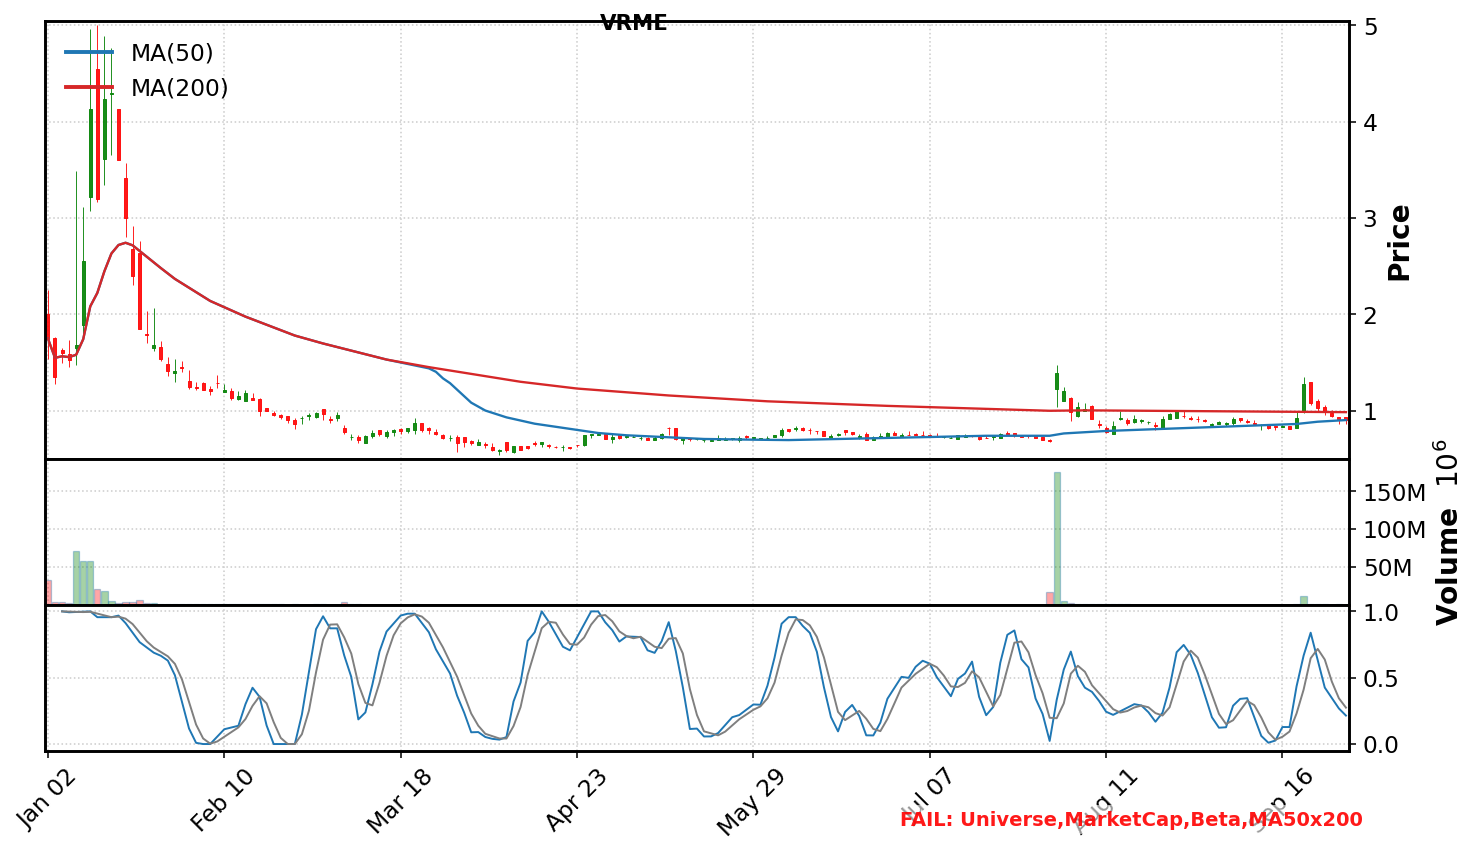 VRME
MA(50)
MA(200)
5
4
3
2
1
Price
150M
100M
50M
Volume 10^6
1.0
0.5
0.0
Jan 02
Feb 10
Mar 18
Apr 23
May 29
Jul 07
Aug 11
Sep 16
FAIL: Universe,MarketCap,Beta,MA50x200